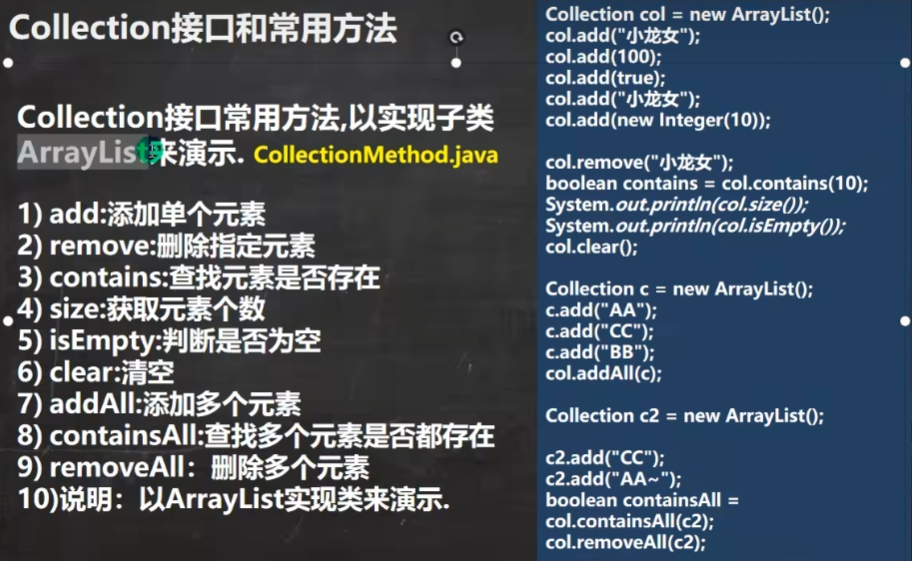 Collection接口和常用方法
Collection接口常用方法,以实现子类
ArrayList来演示. CollectionMethod.java
1) add:添加单个元素
2) remove:删除指定元素
3) contains:查找元素是否存在
4) size:获取元素个数
5) isEmpty:判断是否为空
6) clear:清空
7) addAll:添加多个元素
8) containsAll:查找多个元素是否都存在
9) removeAll：删除多个元素
10)说明：以ArrayList实现类来演示.
Collection col = new ArrayList();
col.add("小龙女");
col.add(100);
col.add(true);
col.add("小龙女");
col.add(new Integer(10));
col.remove("小龙女");
boolean contains = col.contains(10);
System.out.println(col.size());
System.out.println(col.isEmpty());
col.clear();
Collection c = new ArrayList();
c.add("AA");
c.add("CC");
c.add("BB");
col.addAll(c);
Collection c2 = new ArrayList();
c2.add("CC");
c2.add("AA~");
boolean containsAll =
col.containsAll(c2);
col.removeAll(c2);